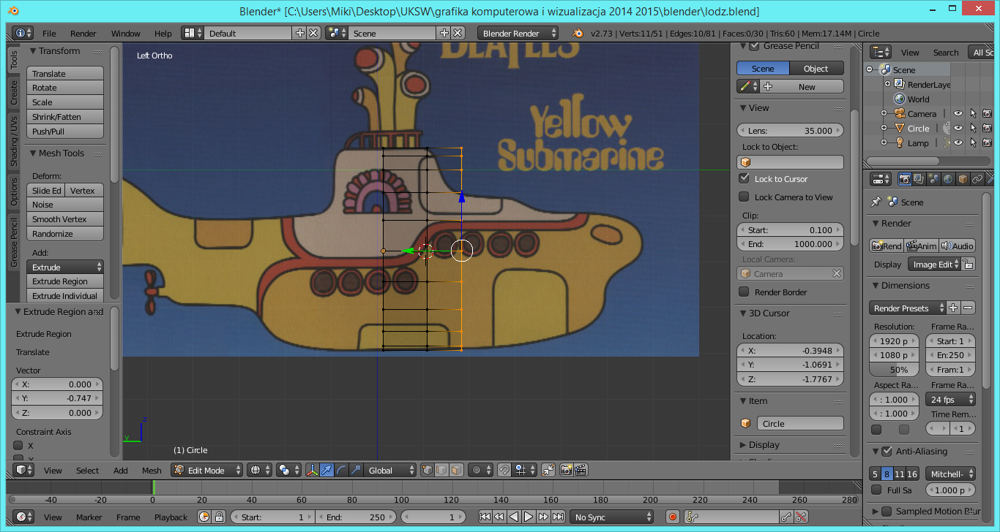 Blender* [C:\Users\Miki\Desktop\UKSW\grafika komputerowa i wizualizacja 2014 2015\blender\lodz.blend]
File Render Window Help Default Scene Blender Render v2.73 | Verts:11/51 | Edges:10/81 | Faces:0/30 | Tris:60 | Mem:17.14M | Circle
Tools
Create
Shading / UVs
Options
Grease Pencil
Transform
Translate
Rotate
Scale
Shrink/Fatten
Push/Pull
Mesh Tools
Deform:
Slide Ed Vertex
Noise
Smooth Vertex
Randomize
Add:
Extrude
Extrude Region
Extrude Individual
Extrude Region and
Extrude Region
Translate
Vector
X: 0.000
Y: -0.747
Z: 0.000
Constraint Axis
X
Left Ortho
BEATLES
Yellow
Submarine
z
y
(1) Circle
Grease Pencil
Scene Object
New
View
Lens: 35.000
Lock to Object:
Lock to Cursor
Lock Camera to View
Clip:
Start: 0.100
End: 1000.000
Local Camera:
Camera
Render Border
3D Cursor
Location:
X: -0.3948
Y: -1.0691
Z: -1.7767
Item
Circle
Display
View Search All Sc
Scene
RenderLaye
World
Camera
Circle
Lamp
Scene
Render
Rend Anim Audio
Display Image Edit
Dimensions
Render Presets
Resolution: Frame Ra...
1920 p Start: 1
1080 p En:250
50% Fram:1
Aspect Ra... Frame Ra...
: 1.000 24 fps
: 1.000 Time Rem...
1
Anti-Aliasing
5 8 11 16 Mitchell-
Full Sa 1.000 p
Sampled Motion Blur
View Select Add Mesh Edit Mode Global
-40 -20 0 20 40 60 80 100 120 140 160 180 200 220 240 260 280
View Marker Frame Playback Start: 1 End: 250 1 No Sync